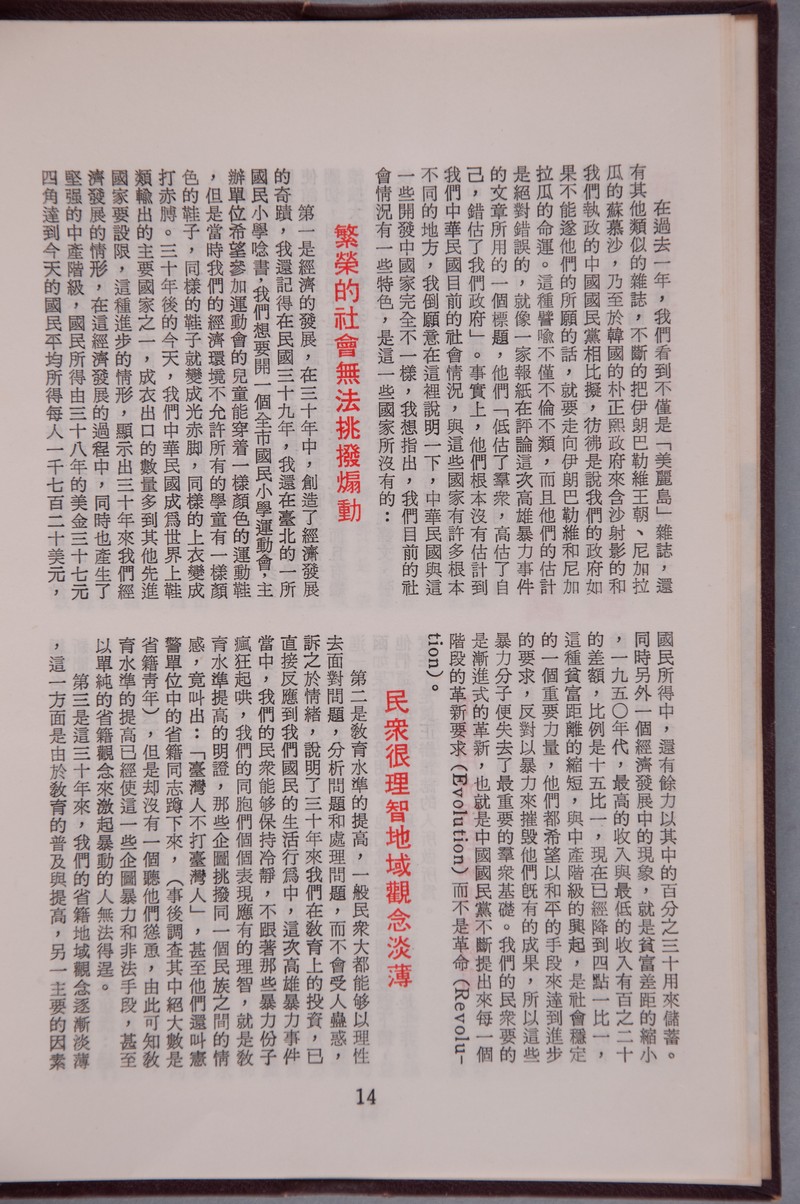 在過去一年，我們看到不僅是「美麗島」雜誌，還
有其他類似的雜誌，不斷的把伊朗巴勒維王朝、尼加拉
瓜的蘇慕沙，乃至於韓國的朴正熙政府來含沙射影的和
我們執政的中國國民黨相比擬，彷彿是說我們的政府如
果不能遂他們的所願的話，就要走向伊朗巴勒維和尼加
拉瓜的命運。這種譬喻不僅不倫不類，而且他們的估計
是絕對錯誤的，就像一家報紙在評論這次高雄暴力事件
的文章所用的一個標題，他們「低估了羣衆，高估了自
己，錯估了我們政府」。事實上，他們根本沒有估計到
我們中華民國目前的社會情況，與這些國家有許多根本
不同的地方，我倒願意在這裡說明一下，中華民國與這
一些開發中國家完全不一樣，我想指出，我們目前的社
會情況有一些特色，是這一些國家所沒有的：
繁榮的社會無法挑撥煽動
第一是經濟的發展，在三十年中，創造了經濟發展
的奇蹟，我還記得在民國三十九年，我還在臺北的一所
國民小學唸書，我們想要開一個全市國民小學運動會，主
辦單位希望參加運動會的兒童能穿着一樣顏色的運動鞋
，但是當時我們的經濟環境不允許所有的學童有一樣顏
色的鞋子，同樣的鞋子就變成光赤脚，同樣的上衣變成
打赤膊。三十年後的今天，我們中華民國成爲世界上鞋
類輸出的主要國家之一，成衣出口的數量多到其他先進
國家要設限，這種進步的情形，顯示出三十年來我們經
濟發展的情形，在這經濟發展的過程中，同時也產生了
堅强的中產階級，國民所得由三十八年的美金三十七元
四角達到今天的國民平均所得每人一千七百二十美元，
國民所得中，還有餘力以其中的百分之三十用來儲蓄。
同時另外一個經濟發展中的現象，就是貧富差距的縮小
，一九五〇年代，最高的收入與最低的收入有百之二十
的差額，比例是十五比一，現在已經降到四點一比一，
這種貧富距離的縮短，與中產階級的興起，是社會穩定
的一個重要力量，他們都希望以和平的手段來達到進步
的要求，反對以暴力來摧毀他們既有的成果，所以這些
暴力分子便失去了最重要的羣衆基礎。我們的民衆要的
是漸進式的革新，也就是中國國民黨不斷提出來每一個
階段的革新要求（Evolution）而不是革命（Revolu-
tion）。
民衆很理智地域觀念淡薄
第二是敎育水準的提高，一般民衆大都能够以理性
去面對問題，分析問題和處理問題，而不會受人蠱惑，
訴之於情緒，說明了三十年來我們在敎育上的投資，已
直接反應到我們國民的生活行爲中，這次高雄暴力事件
當中，我們的民衆能够保持冷靜，不跟著那些暴力份子
瘋狂起哄，我們的同胞們個個表現應有的理智，就是敎
育水準提高的明證，那些企圖挑撥同一個民族之間的情
感，竟叫出：「臺灣人不打臺灣人」，甚至他們還叫憲
警單位中的省籍同志蹲下來，（事後調查其中絕大數是
省籍靑年），但是却沒有一個聽他們慫恿，由此可知敎
育水準的提高已經使這一些企圖暴力和非法手段，甚至
以單純的省籍觀念來激起暴動的人無法得逞。
第三是這三十年來，我們的省籍地域觀念逐漸淡薄
，這一方面是由於敎育的普及與提高，另一主要的因素
14